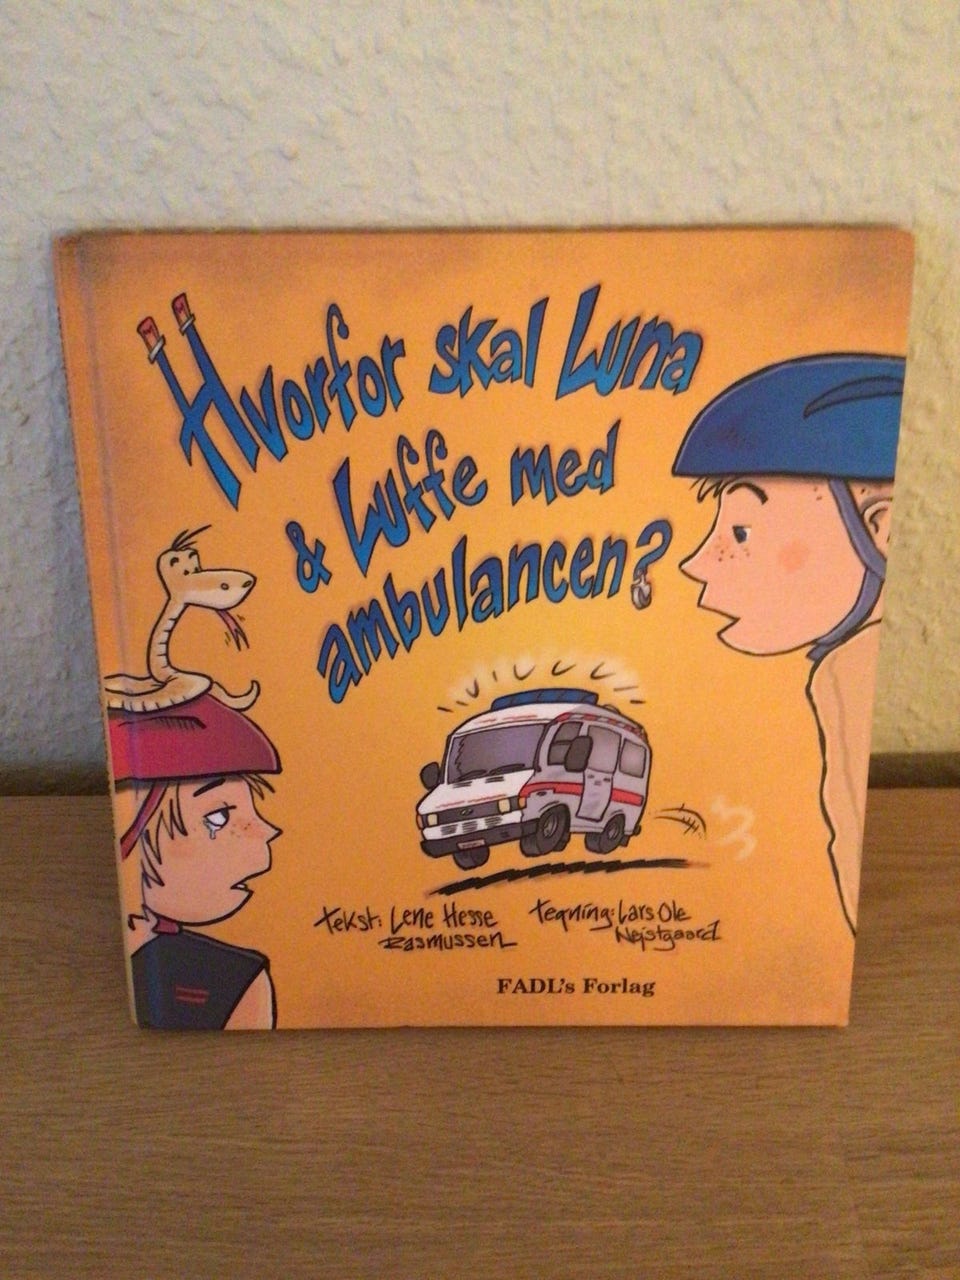 Hvorfor skal Luna
& Luffe med
ambulancen?
Tekst: Lene Hesse
Rasmussen
Tegning: Lars Ole
Nejstgaard
FADL's Forlag